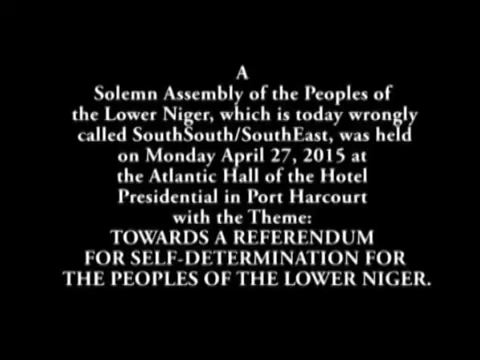 A
Solemn Assembly of the Peoples of
the Lower Niger, which is today wrongly
called SouthSouth/SouthEast, was held
on Monday April 27, 2015 at
the Atlantic Hall of the Hotel
Presidential in Port Harcourt
with the Theme:
TOWARDS A REFERENDUM
FOR SELF-DETERMINATION FOR
THE PEOPLES OF THE LOWER NIGER.